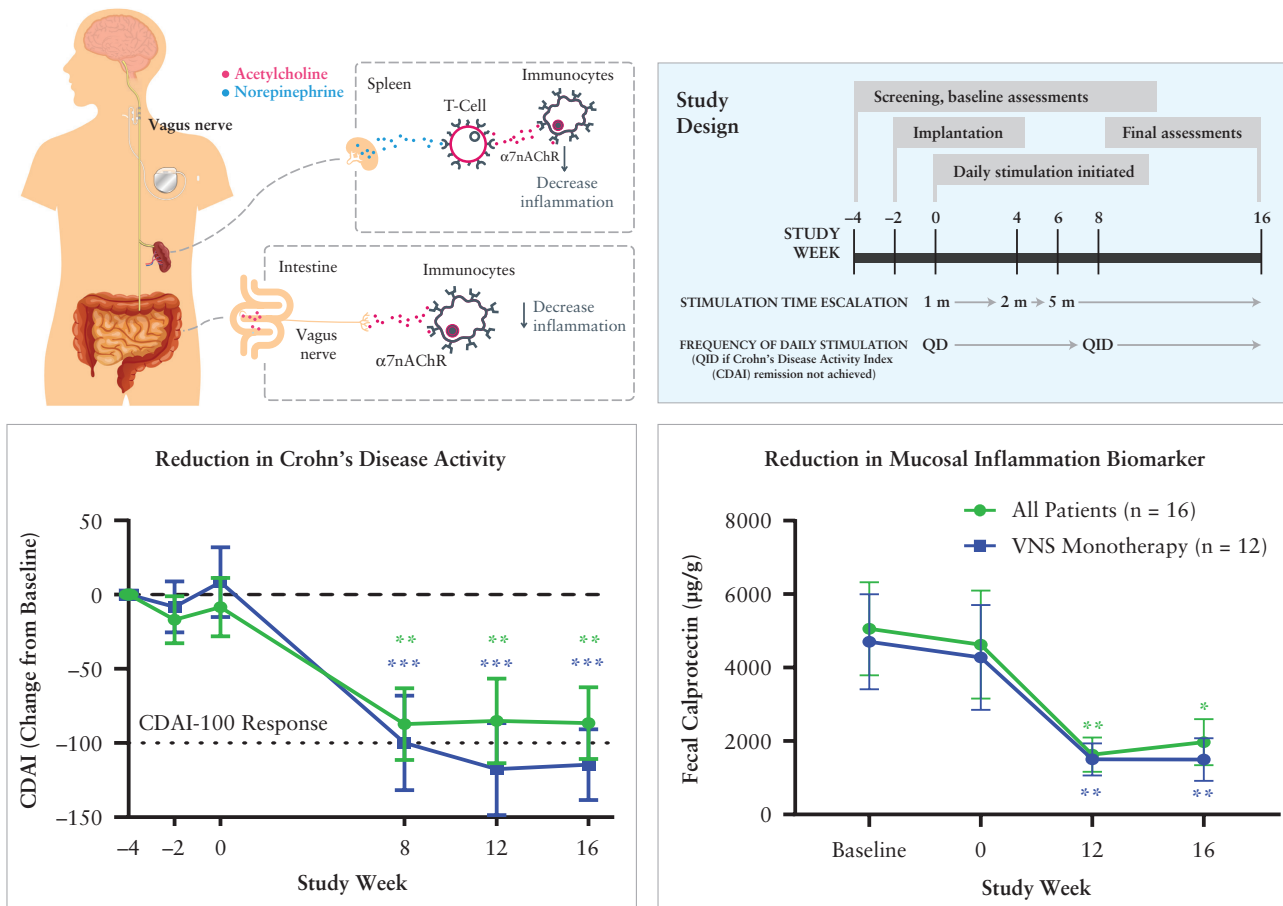 Acetylcholine
Norepinephrine
Vagus nerve
Spleen
T-Cell
Immunocytes
α7nAChR
Decrease
inflammation
Intestine
Immunocytes
Vagus
nerve
α7nAChR
Decrease
inflammation
Study
Design
Screening, baseline assessments
Implantation
Final assessments
Daily stimulation initiated
–4 –2 0 4 6 8 16
STUDY
WEEK
STIMULATION TIME ESCALATION 1 m 2 m 5 m
FREQUENCY OF DAILY STIMULATION QD QID
(QID if Crohn's Disease Activity Index
(CDAI) remission not achieved)
Reduction in Crohn's Disease Activity
CDAI (Change from Baseline)
50
0
–50
–100
–150
** ** **
*** *** ***
CDAI-100 Response
–4 –2 0 8 12 16
Study Week
Reduction in Mucosal Inflammation Biomarker
All Patients (n = 16)
VNS Monotherapy (n = 12)
Fecal Calprotectin (µg/g)
8000
6000
4000
2000
0
** *
** **
Baseline 0 12 16
Study Week